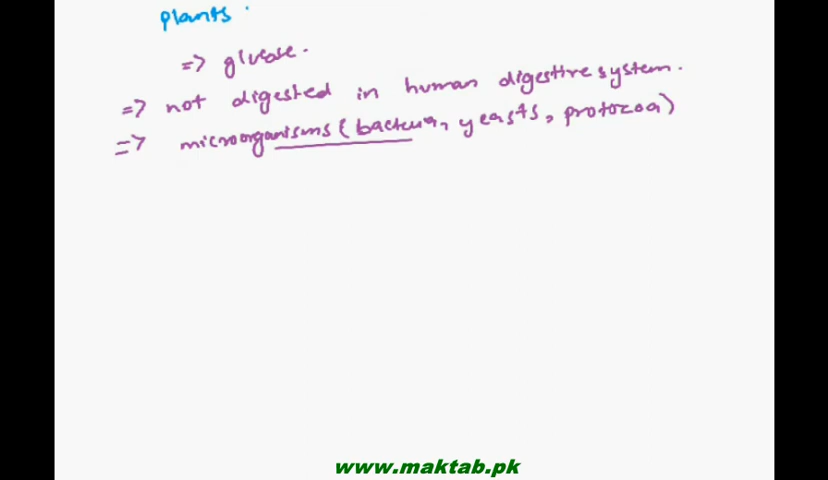 plants.
=> glucose.
=> not digested in human digestive system.
=> microorganisms (bacteria, yeasts, protozoa)
www.maktab.pk